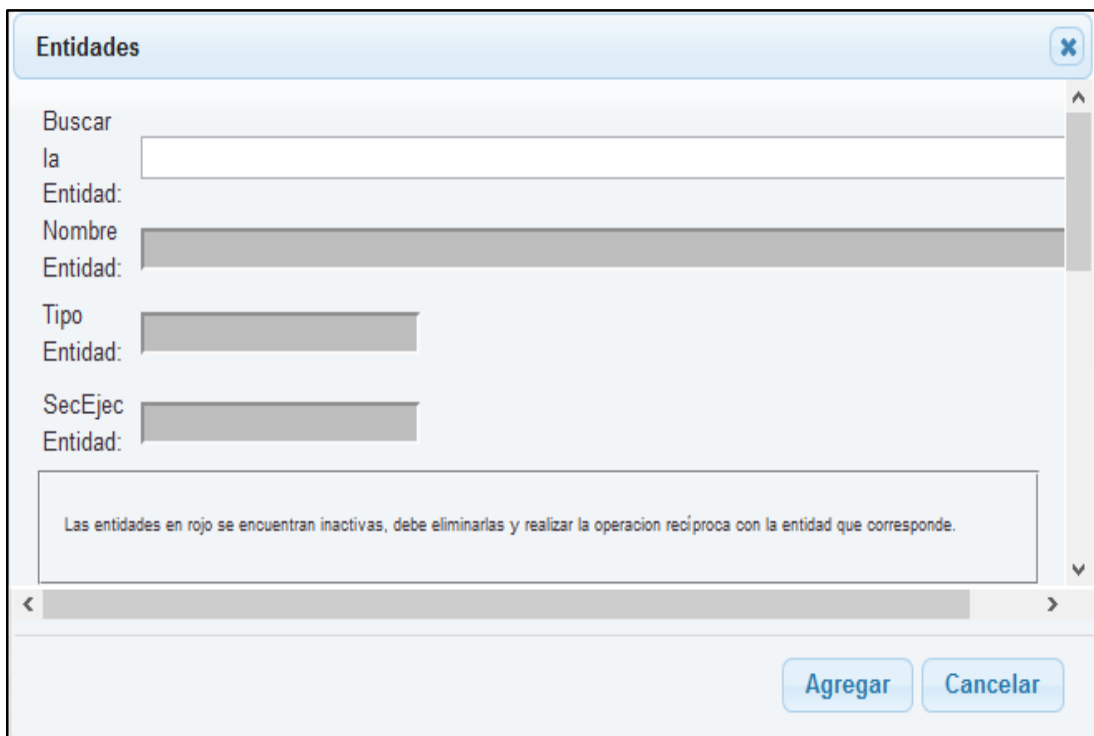 Entidades
Buscar
la
Entidad:
Nombre
Entidad:
Tipo
Entidad:
SecEjec
Entidad:
Las entidades en rojo se encuentran inactivas, debe eliminarlas y realizar la operacion recíproca con la entidad que corresponde.
Agregar Cancelar